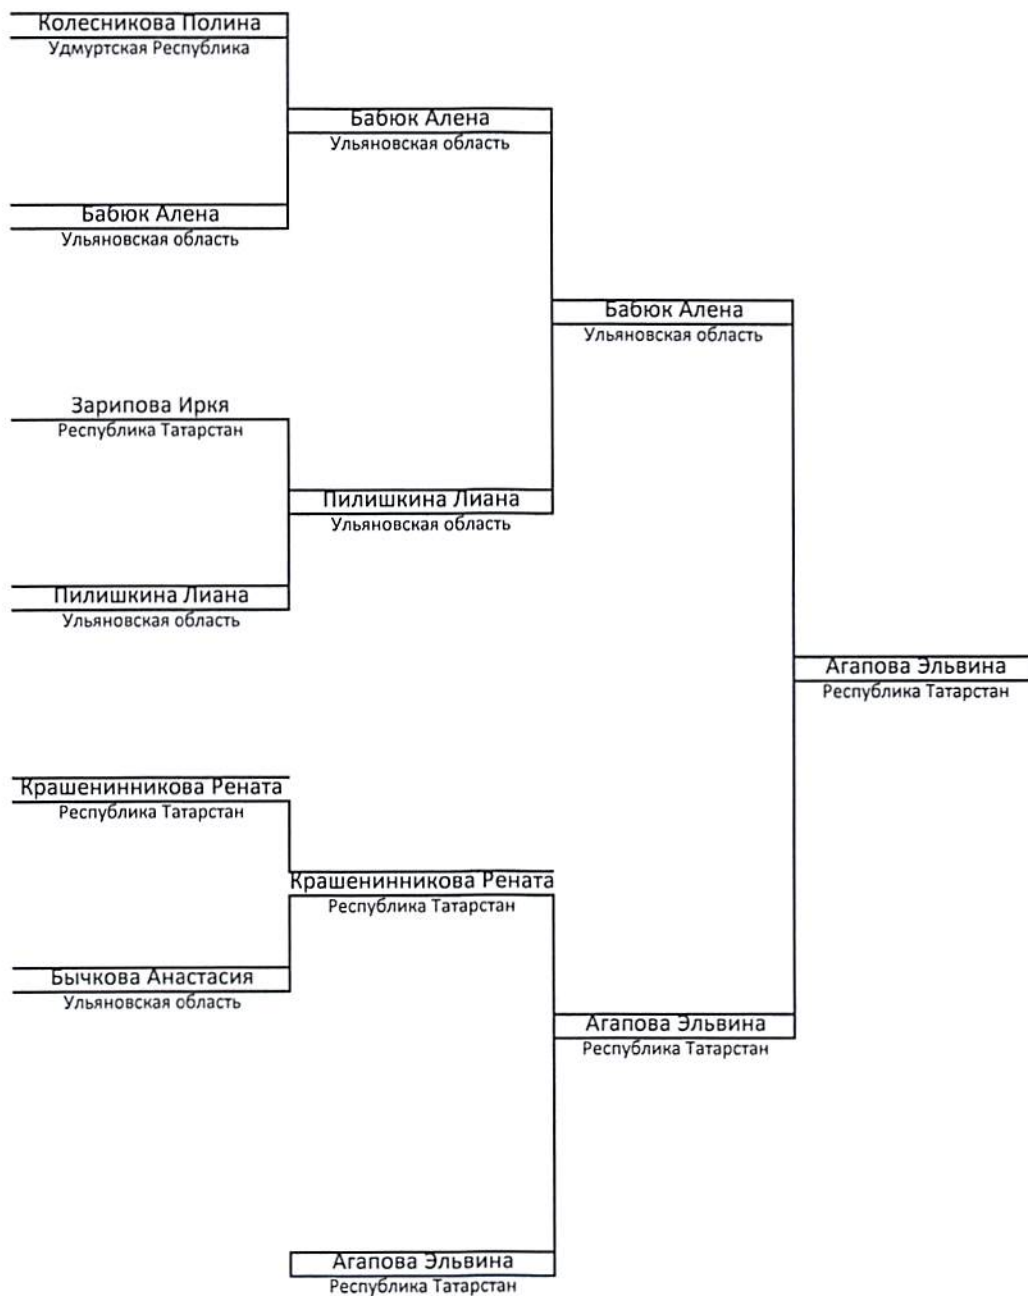 Колесникова Полина
Удмуртская Республика
Бабюк Алена
Ульяновская область
Бабюк Алена
Ульяновская область
Бабюк Алена
Ульяновская область
Зарипова Иркя
Республика Татарстан
Пилишкина Лиана
Ульяновская область
Пилишкина Лиана
Ульяновская область
Агапова Эльвина
Республика Татарстан
Крашенинникова Рената
Республика Татарстан
Крашенинникова Рената
Республика Татарстан
Бычкова Анастасия
Ульяновская область
Агапова Эльвина
Республика Татарстан
Агапова Эльвина
Республика Татарстан